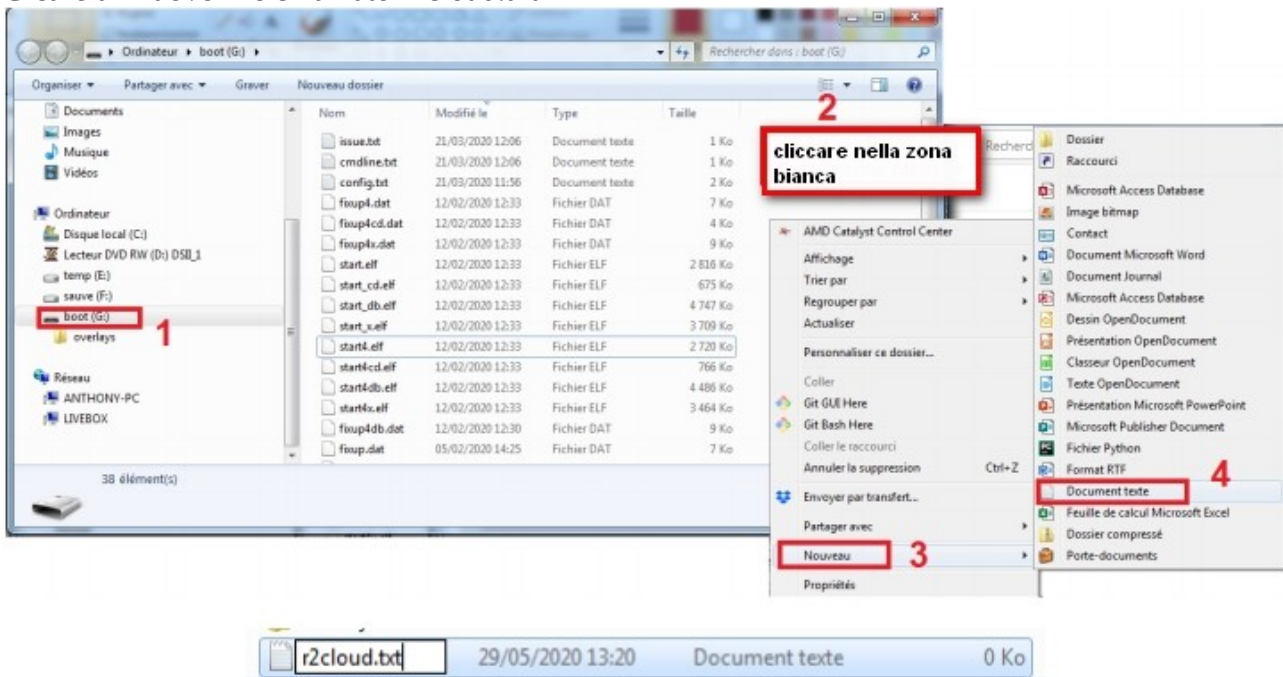 Ordinateur ▸ boot (G:) ▸
Rechercher dans : boot (G:)
Organiser Partager avec Graver Nouveau dossier
Documents
Images
Musique
Vidéos
Ordinateur
Disque local (C:)
Lecteur DVD RW (D:) DSII_1
temp (E:)
sauve (F:)
boot (G:)
overlays
1
Réseau
ANTHONY-PC
LIVEBOX
Nom Modifié le Type Taille
issue.txt 21/03/2020 12:06 Document texte 1 Ko
cmdline.txt 21/03/2020 12:06 Document texte 1 Ko
config.txt 21/03/2020 11:56 Document texte 2 Ko
fixup4.dat 12/02/2020 12:33 Fichier DAT 7 Ko
fixup4cd.dat 12/02/2020 12:33 Fichier DAT 4 Ko
fixup4x.dat 12/02/2020 12:33 Fichier DAT 9 Ko
start.elf 12/02/2020 12:33 Fichier ELF 2 816 Ko
start_cd.elf 12/02/2020 12:33 Fichier ELF 675 Ko
start_db.elf 12/02/2020 12:33 Fichier ELF 4 747 Ko
start_x.elf 12/02/2020 12:33 Fichier ELF 3 709 Ko
start4.elf 12/02/2020 12:33 Fichier ELF 2 720 Ko
start4cd.elf 12/02/2020 12:33 Fichier ELF 766 Ko
start4db.elf 12/02/2020 12:33 Fichier ELF 4 486 Ko
start4x.elf 12/02/2020 12:33 Fichier ELF 3 464 Ko
fixup4db.dat 12/02/2020 12:30 Fichier DAT 9 Ko
fixup.dat 05/02/2020 14:25 Fichier DAT 7 Ko
38 élément(s)
2
cliccare nella zona
bianca
Recherc
AMD Catalyst Control Center
Affichage
Trier par
Regrouper par
Actualiser
Personnaliser ce dossier...
Coller
Git GUI Here
Git Bash Here
Coller le raccourci
Annuler la suppression Ctrl+Z
Envoyer par transfert...
Partager avec
Nouveau 3
Propriétés
Dossier
Raccourci
Microsoft Access Database
Image bitmap
Contact
Document Microsoft Word
Document Journal
Microsoft Access Database
Dessin OpenDocument
Présentation OpenDocument
Classeur OpenDocument
Texte OpenDocument
Présentation Microsoft PowerPoint
Microsoft Publisher Document
Fichier Python
Format RTF
Document texte 4
Feuille de calcul Microsoft Excel
Dossier compressé
Porte-documents
r2cloud.txt 29/05/2020 13:20 Document texte 0 Ko